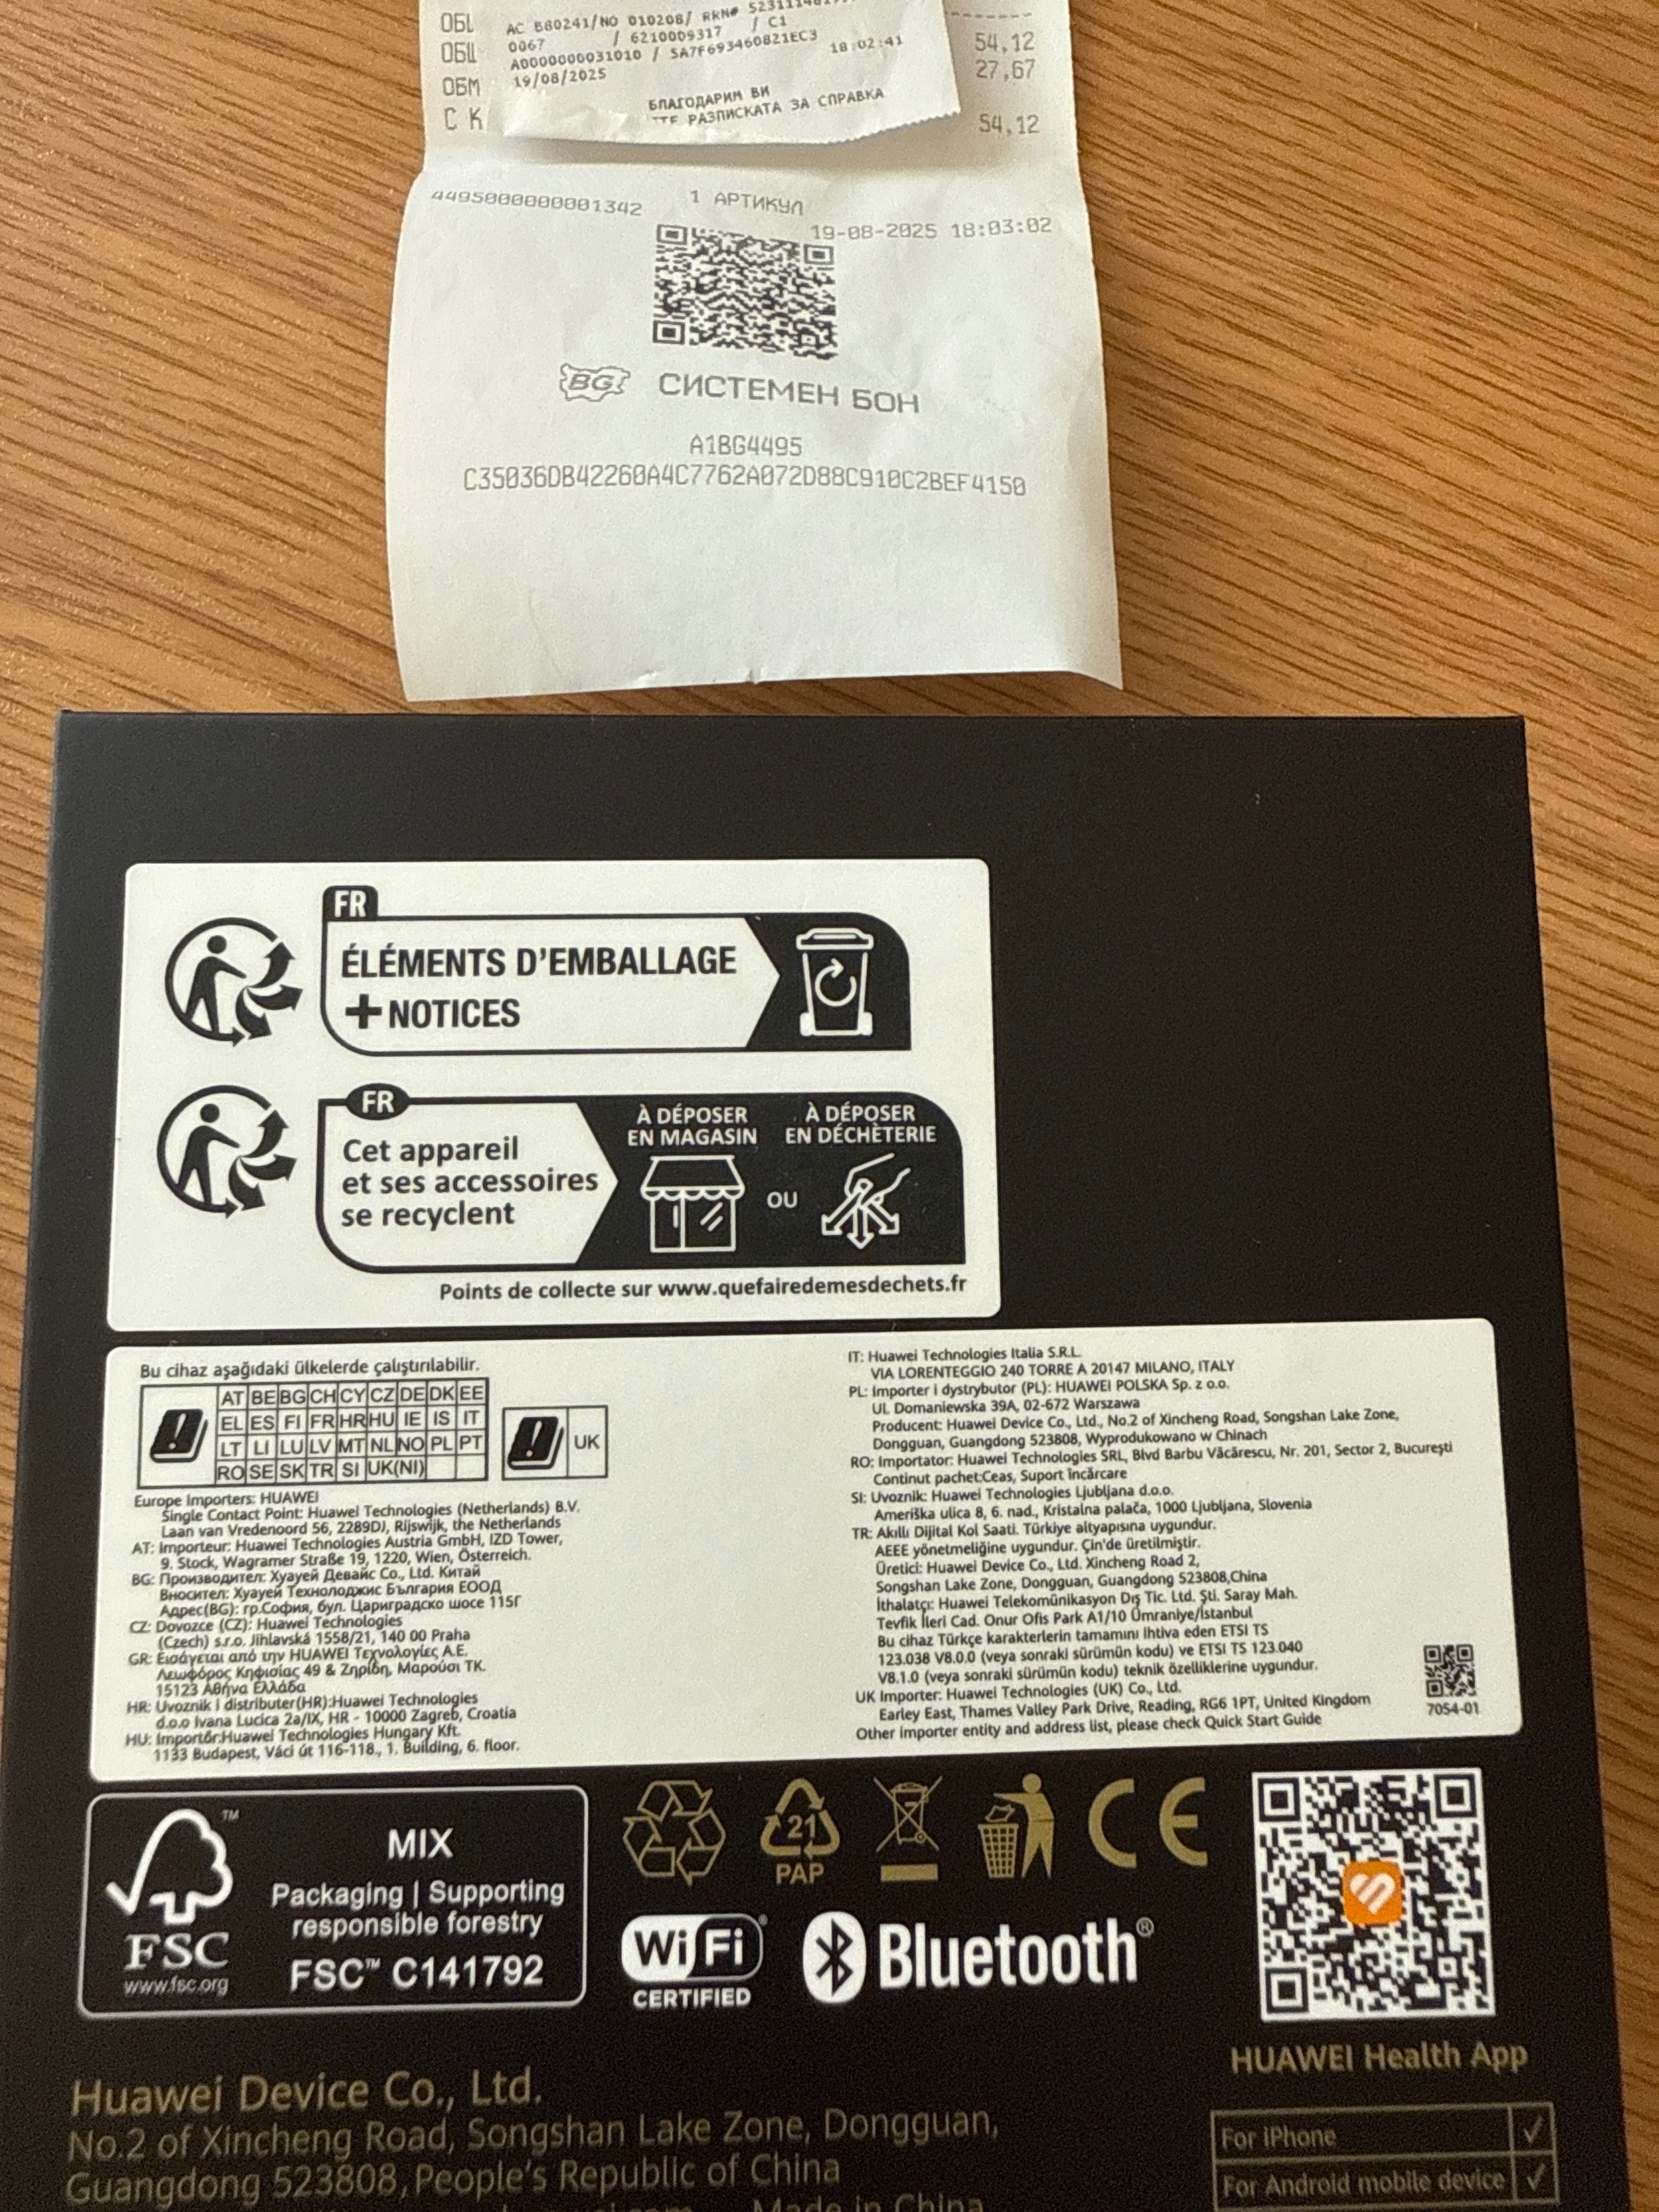 ОБЩ
АС B80241/NO 010208/ RRN#
0067 / 6210009317 / C1
ОБЩ
A0000000031010 / 5A7F693460821EC3
54,12
19/08/2025 18:02:41
ОБМ
27,67
БЛАГОДАРИМ ВИ
РАЗПИСКАТА ЗА СПРАВКА
С К
54,12
4495000000001342 1 АРТИКУЛ
19-08-2025 18:03:02
BG СИСТЕМЕН БОН
A1BG4495
C35036DB42260A4C7762A072D88C910C2BEF4150
FR
ÉLÉMENTS D'EMBALLAGE
+ NOTICES
FR
Cet appareil
et ses accessoires
se recyclent
À DÉPOSER
EN MAGASIN
OU
À DÉPOSER
EN DÉCHÈTERIE
Points de collecte sur www.quefairedemesdechets.fr
Bu cihaz aşağıdaki ülkelerde çalıştırılabilir.
AT BE BG CH CY CZ DE DK EE
EL ES FI FR HR HU IE IS IT
LT LI LU LV MT NL NO PL PT
RO SE SK TR SI UK(NI)
UK
Europe Importers: HUAWEI
Single Contact Point: Huawei Technologies (Netherlands) B.V.
Laan van Vredenoord 56, 2289DJ, Rijswijk, the Netherlands
AT: Importeur: Huawei Technologies Austria GmbH, IZD Tower,
9. Stock, Wagramer Straße 19, 1220, Wien, Österreich.
BG: Производител: Хуауей Девайс Co., Ltd. Китай
Вносител: Хуауей Технолоджис България ЕООД
Адрес(BG): гр.София, бул. Цариградско шосе 115Г
CZ: Dovozce (CZ): Huawei Technologies
(Czech) s.r.o. Jihlavská 1558/21, 140 00 Praha
GR: Εισάγεται από την HUAWEI Τεχνολογίες Α.Ε.
Λεωφόρος Κηφισίας 49 & Ζηρίδη, Μαρούσι ΤΚ.
15123 Αθήνα Ελλάδα
HR: Uvoznik i distributer(HR):Huawei Technologies
d.o.o Ivana Lucica 2a/IX, HR - 10000 Zagreb, Croatia
HU: Importőr:Huawei Technologies Hungary Kft.
1133 Budapest, Váci út 116-118., 1. Building, 6. floor.
IT: Huawei Technologies Italia S.R.L.
VIA LORENTEGGIO 240 TORRE A 20147 MILANO, ITALY
PL: Importer i dystrybutor (PL): HUAWEI POLSKA Sp. z o.o.
Ul. Domaniewska 39A, 02-672 Warszawa
Producent: Huawei Device Co., Ltd., No.2 of Xincheng Road, Songshan Lake Zone,
Dongguan, Guangdong 523808, Wyprodukowano w Chinach
RO: Importator: Huawei Technologies SRL, Blvd Barbu Văcărescu, Nr. 201, Sector 2, Bucureşti
Continut pachet:Ceas, Suport încărcare
SI: Uvoznik: Huawei Technologies Ljubljana d.o.o.
Ameriška ulica 8, 6. nad., Kristalna palača, 1000 Ljubljana, Slovenia
TR: Akıllı Dijital Kol Saati. Türkiye altyapısına uygundur.
AEEE yönetmeliğine uygundur. Çin'de üretilmiştir.
Üretici: Huawei Device Co., Ltd. Xincheng Road 2,
Songshan Lake Zone, Dongguan, Guangdong 523808,China
İthalatçı: Huawei Telekomünikasyon Dış Tic. Ltd. Şti. Saray Mah.
Tevfik İleri Cad. Onur Ofis Park A1/10 Ümraniye/İstanbul
Bu cihaz Türkçe karakterlerin tamamını ihtiva eden ETSI TS
123.038 V8.0.0 (veya sonraki sürümün kodu) ve ETSI TS 123.040
V8.1.0 (veya sonraki sürümün kodu) teknik özelliklerine uygundur.
UK Importer: Huawei Technologies (UK) Co., Ltd.
Earley East, Thames Valley Park Drive, Reading, RG6 1PT, United Kingdom
Other importer entity and address list, please check Quick Start Guide
7054-01
FSC
www.fsc.org
MIX
Packaging | Supporting
responsible forestry
FSC™ C141792
21
PAP
CE
Wi Fi
CERTIFIED
Bluetooth®
HUAWEI Health App
For iPhone ✓
For Android mobile device ✓
Huawei Device Co., Ltd.
No.2 of Xincheng Road, Songshan Lake Zone, Dongguan,
Guangdong 523808, People's Republic of China
Made in China